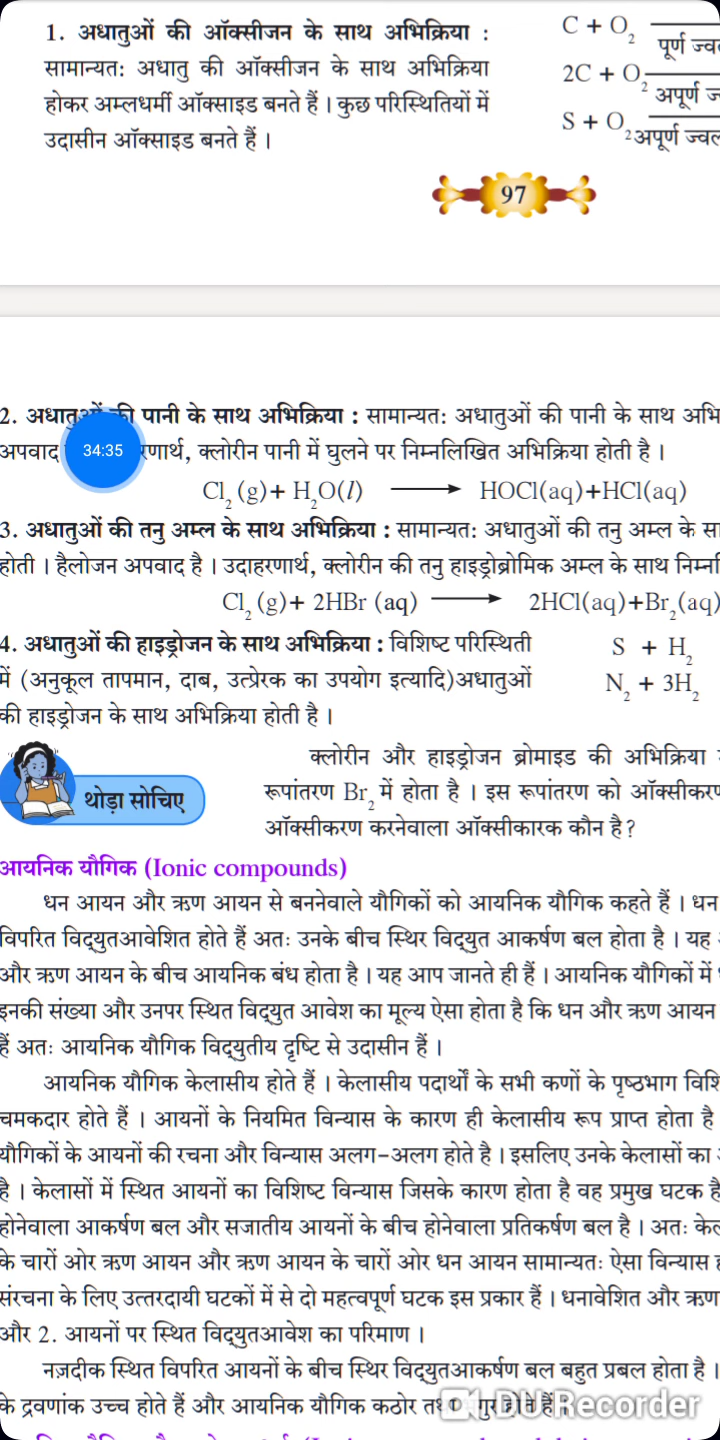 1. अधातुओं की ऑक्सीजन के साथ अभिक्रिया :
सामान्यतः अधातु की ऑक्सीजन के साथ अभिक्रिया
होकर अम्लधर्मी ऑक्साइड बनते हैं । कुछ परिस्थितियों में
उदासीन ऑक्साइड बनते हैं ।
C + O₂
पूर्ण
2C + O₂
अपूर्ण
S + O₂
अपूर्ण
97
2. की पानी के साथ अभिक्रिया : सामान्यतः अधातुओं की पानी के साथ
अपवाद 34:35 क्लोरीन पानी में घुलने पर निम्नलिखित अभिक्रिया होती है ।
Cl₂ (g)+ H₂O(l) ⟶ HOCl(aq)+HCl(aq)
3. अधातुओं की तनु अम्ल के साथ अभिक्रिया : सामान्यतः अधातुओं की तनु अम्ल के
होती । हैलोजन अपवाद है । उदाहरणार्थ, क्लोरीन की तनु हाइड्रोब्रोमिक अम्ल के साथ
Cl₂ (g)+ 2HBr (aq) ⟶ 2HCl(aq)+Br₂(aq)
4. अधातुओं की हाइड्रोजन के साथ अभिक्रिया : विशिष्ट परिस्थिती
में (अनुकूल तापमान, दाब, उत्प्रेरक का उपयोग इत्यादि)अधातुओं
की हाइड्रोजन के साथ अभिक्रिया होती है ।
S + H₂
N₂ + 3H₂
थोड़ा सोचिए
क्लोरीन और हाइड्रोजन ब्रोमाइड की अभिक्रिया
रूपांतरण Br₂ में होता है । इस रूपांतरण को
ऑक्सीकरण करनेवाला ऑक्सीकारक कौन है?
आयनिक यौगिक (Ionic compounds)
धन आयन और ऋण आयन से बननेवाले यौगिकों को आयनिक यौगिक कहते हैं । धन
विपरित विद्युतआवेशित होते हैं अतः उनके बीच स्थिर विद्युत आकर्षण बल होता है । यह
और ऋण आयन के बीच आयनिक बंध होता है । यह आप जानते ही हैं । आयनिक यौगिकों में
इनकी संख्या और उनपर स्थित विद्युत आवेश का मूल्य ऐसा होता है कि धन और ऋण आयन
हैं अतः आयनिक यौगिक विद्युतीय दृष्टि से उदासीन हैं ।
आयनिक यौगिक केलासीय होते हैं । केलासीय पदार्थों के सभी कणों के पृष्ठभाग
चमकदार होते हैं । आयनों के नियमित विन्यास के कारण ही केलासीय रूप प्राप्त होता है
यौगिकों के आयनों की रचना और विन्यास अलग-अलग होते है । इसलिए उनके केलासों का
है । केलासों में स्थित आयनों का विशिष्ट विन्यास जिसके कारण होता है वह प्रमुख घटक
होनेवाला आकर्षण बल और सजातीय आयनों के बीच होनेवाला प्रतिकर्षण बल है । अतः
के चारों ओर ऋण आयन और ऋण आयन के चारों ओर धन आयन सामान्यतः ऐसा विन्यास
संरचना के लिए उत्तरदायी घटकों में से दो महत्वपूर्ण घटक इस प्रकार हैं । धनावेशित और ऋण
और 2. आयनों पर स्थित विद्युतआवेश का परिमाण ।
नज़दीक स्थित विपरित आयनों के बीच स्थिर विद्युतआकर्षण बल बहुत प्रबल होता है ।
के द्रवणांक उच्च होते हैं और आयनिक यौगिक कठोर होते हैं ।
DU Recorder